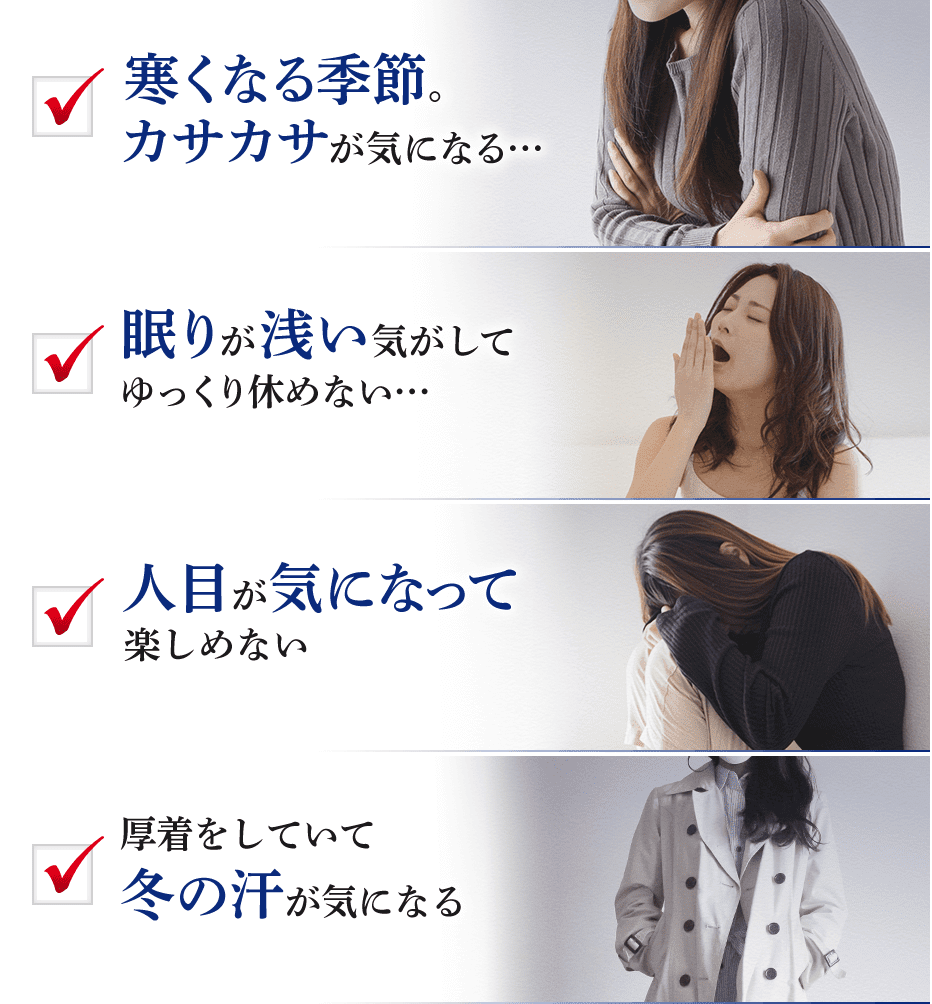 寒くなる季節。
カサカサが気になる…
眠りが浅い気がして
ゆっくり休めない…
人目が気になって
楽しめない
厚着をしていて
冬の汗が気になる